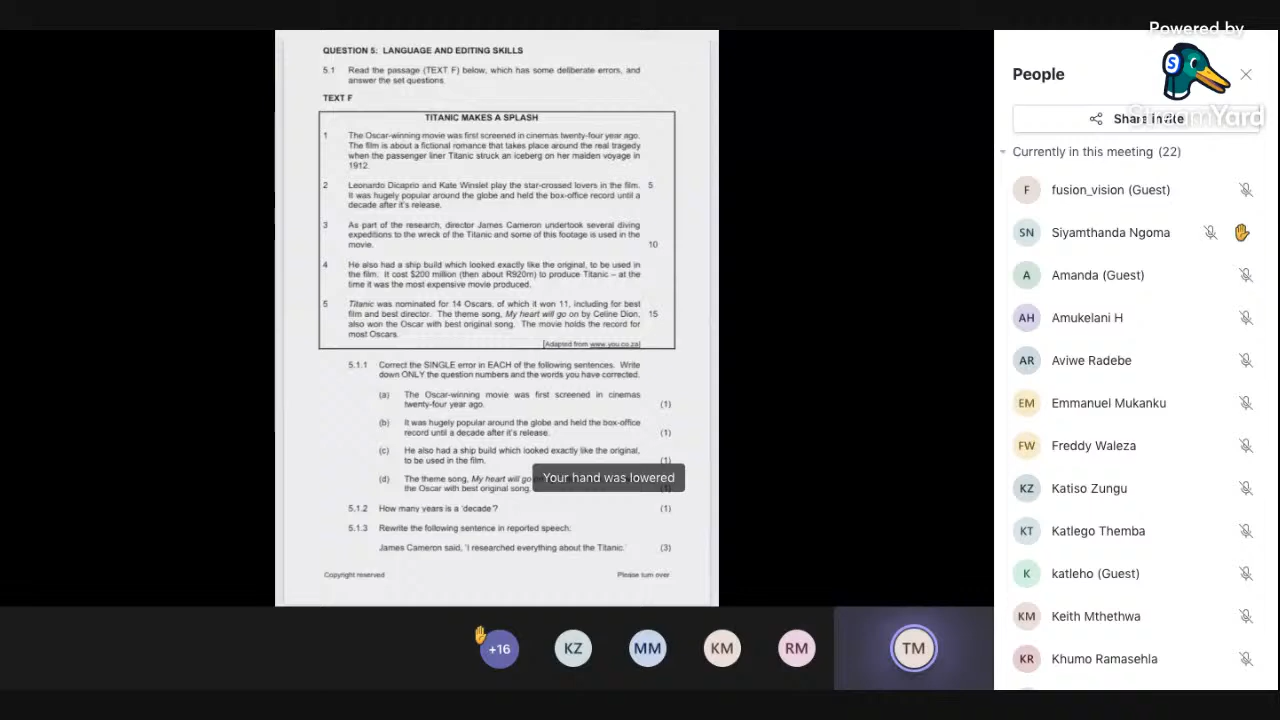 QUESTION 5: LANGUAGE AND EDITING SKILLS
5.1 Read the passage (TEXT F) below, which has some deliberate errors, and
answer the set questions.
TEXT F
TITANIC MAKES A SPLASH
1 The Oscar-winning movie was first screened in cinemas twenty-four year ago.
The film is about a fictional romance that takes place around the real tragedy
when the passenger liner Titanic struck an iceberg on her maiden voyage in
1912.
2 Leonardo Dicaprio and Kate Winslet play the star-crossed lovers in the film. 5
It was hugely popular around the globe and held the box-office record until a
decade after it's release.
3 As part of the research, director James Cameron undertook several diving
expeditions to the wreck of the Titanic and some of this footage is used in the
movie. 10
4 He also had a ship build which looked exactly like the original, to be used in
the film. It cost $200 million (then about R920m) to produce Titanic – at the
time it was the most expensive movie produced.
5 Titanic was nominated for 14 Oscars, of which it won 11, including for best
film and best director. The theme song, My heart will go on by Celine Dion, 15
also won the Oscar with best original song. The movie holds the record for
most Oscars.
[Adapted from www.you.co.za]
5.1.1 Correct the SINGLE error in EACH of the following sentences. Write
down ONLY the question numbers and the words you have corrected.
(a) The Oscar-winning movie was first screened in cinemas
twenty-four year ago. (1)
(b) It was hugely popular around the globe and held the box-office
record until a decade after it's release. (1)
(c) He also had a ship build which looked exactly like the original,
to be used in the film. (1)
(d) The theme song, My heart will go
the Oscar with best original song. (1)
Your hand was lowered
5.1.2 How many years is a 'decade'? (1)
5.1.3 Rewrite the following sentence in reported speech:
James Cameron said, 'I researched everything about the Titanic.' (3)
Copyright reserved Please turn over
+16
KZ
MM
KM
RM
TM
Powered by
StreamYard
People
Share invite
Currently in this meeting (22)
F fusion_vision (Guest)
SN Siyamthanda Ngoma
A Amanda (Guest)
AH Amukelani H
AR Aviwe Radebe
EM Emmanuel Mukanku
FW Freddy Waleza
KZ Katiso Zungu
KT Katlego Themba
K katleho (Guest)
KM Keith Mthethwa
KR Khumo Ramasehla